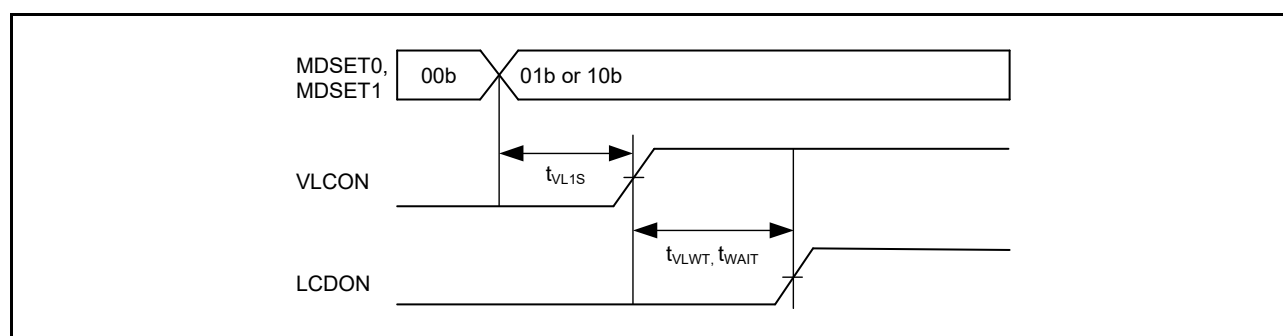 MDSET0,
MDSET1
00b
01b or 10b
tVL1S
VLCON
tVLWT, tWAIT
LCDON